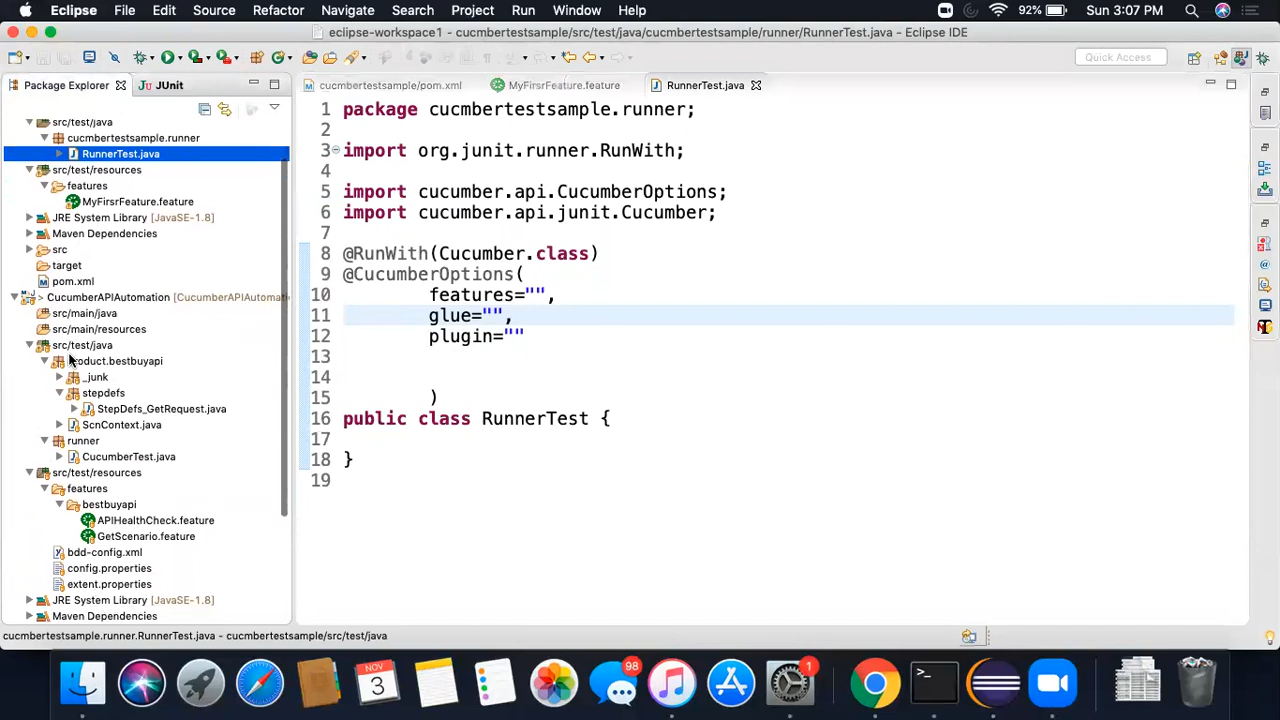 Eclipse File Edit Source Refactor Navigate Search Project Run Window Help 92% Sun 3:07 PM
eclipse-workspace1 - cucmbertestsample/src/test/java/cucmbertestsample/runner/RunnerTest.java - Eclipse IDE
Quick Access
Package Explorer JUnit cucmbertestsample/pom.xml MyFirsrFeature.feature RunnerTest.java
src/test/java
cucmbertestsample.runner
RunnerTest.java
src/test/resources
features
MyFirsrFeature.feature
JRE System Library [JavaSE-1.8]
Maven Dependencies
src
target
pom.xml
> CucumberAPIAutomation [CucumberAPIAutomati
src/main/java
src/main/resources
src/test/java
oduct.bestbuyapi
_junk
stepdefs
StepDefs_GetRequest.java
ScnContext.java
runner
CucumberTest.java
src/test/resources
features
bestbuyapi
APIHealthCheck.feature
GetScenario.feature
bdd-config.xml
config.properties
extent.properties
JRE System Library [JavaSE-1.8]
Maven Dependencies
1 package cucmbertestsample.runner;
2
3 import org.junit.runner.RunWith;
4
5 import cucumber.api.CucumberOptions;
6 import cucumber.api.junit.Cucumber;
7
8 @RunWith(Cucumber.class)
9 @CucumberOptions(
10 features="",
11 glue="",
12 plugin=""
13
14
15 )
16 public class RunnerTest {
17
18 }
19
cucmbertestsample.runner.RunnerTest.java - cucmbertestsample/src/test/java
NOV
3
98
1